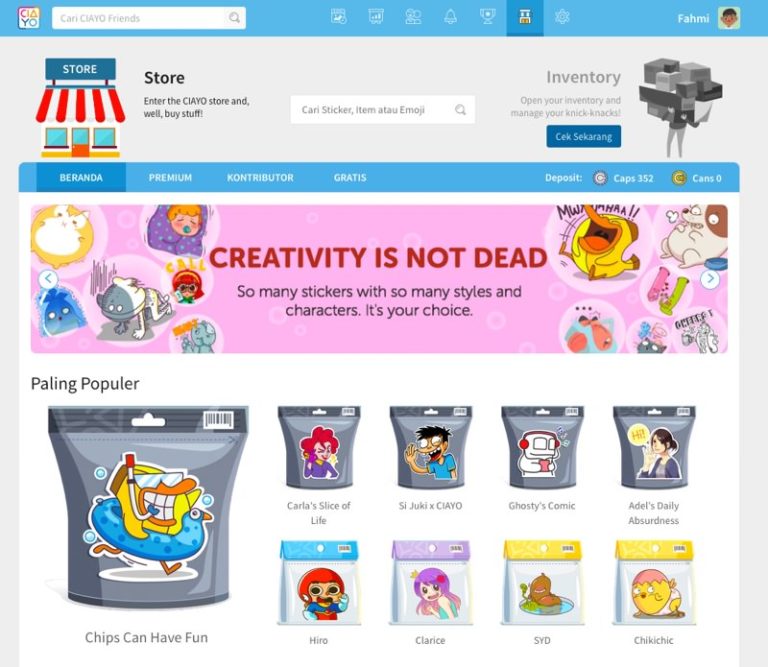 CIA
YO
Cari CIAYO Friends
Fahmi
STORE
Store
Enter the CIAYO store and,
well, buy stuff!
Cari Sticker, Item atau Emoji
Inventory
Open your inventory and
manage your knick-knacks!
Cek Sekarang
BERANDA PREMIUM KONTRIBUTOR GRATIS Deposit: Caps 352 Cans 0
CREATIVITY IS NOT DEAD
So many stickers with so many styles and
characters. It's your choice.
Paling Populer
Hi!
Carla's Slice of
Life
Si Juki x CIAYO
Ghosty's Comic
Adel's Daily
Absurdness
Chips Can Have Fun
Hiro
Clarice
SYD
Chikichic